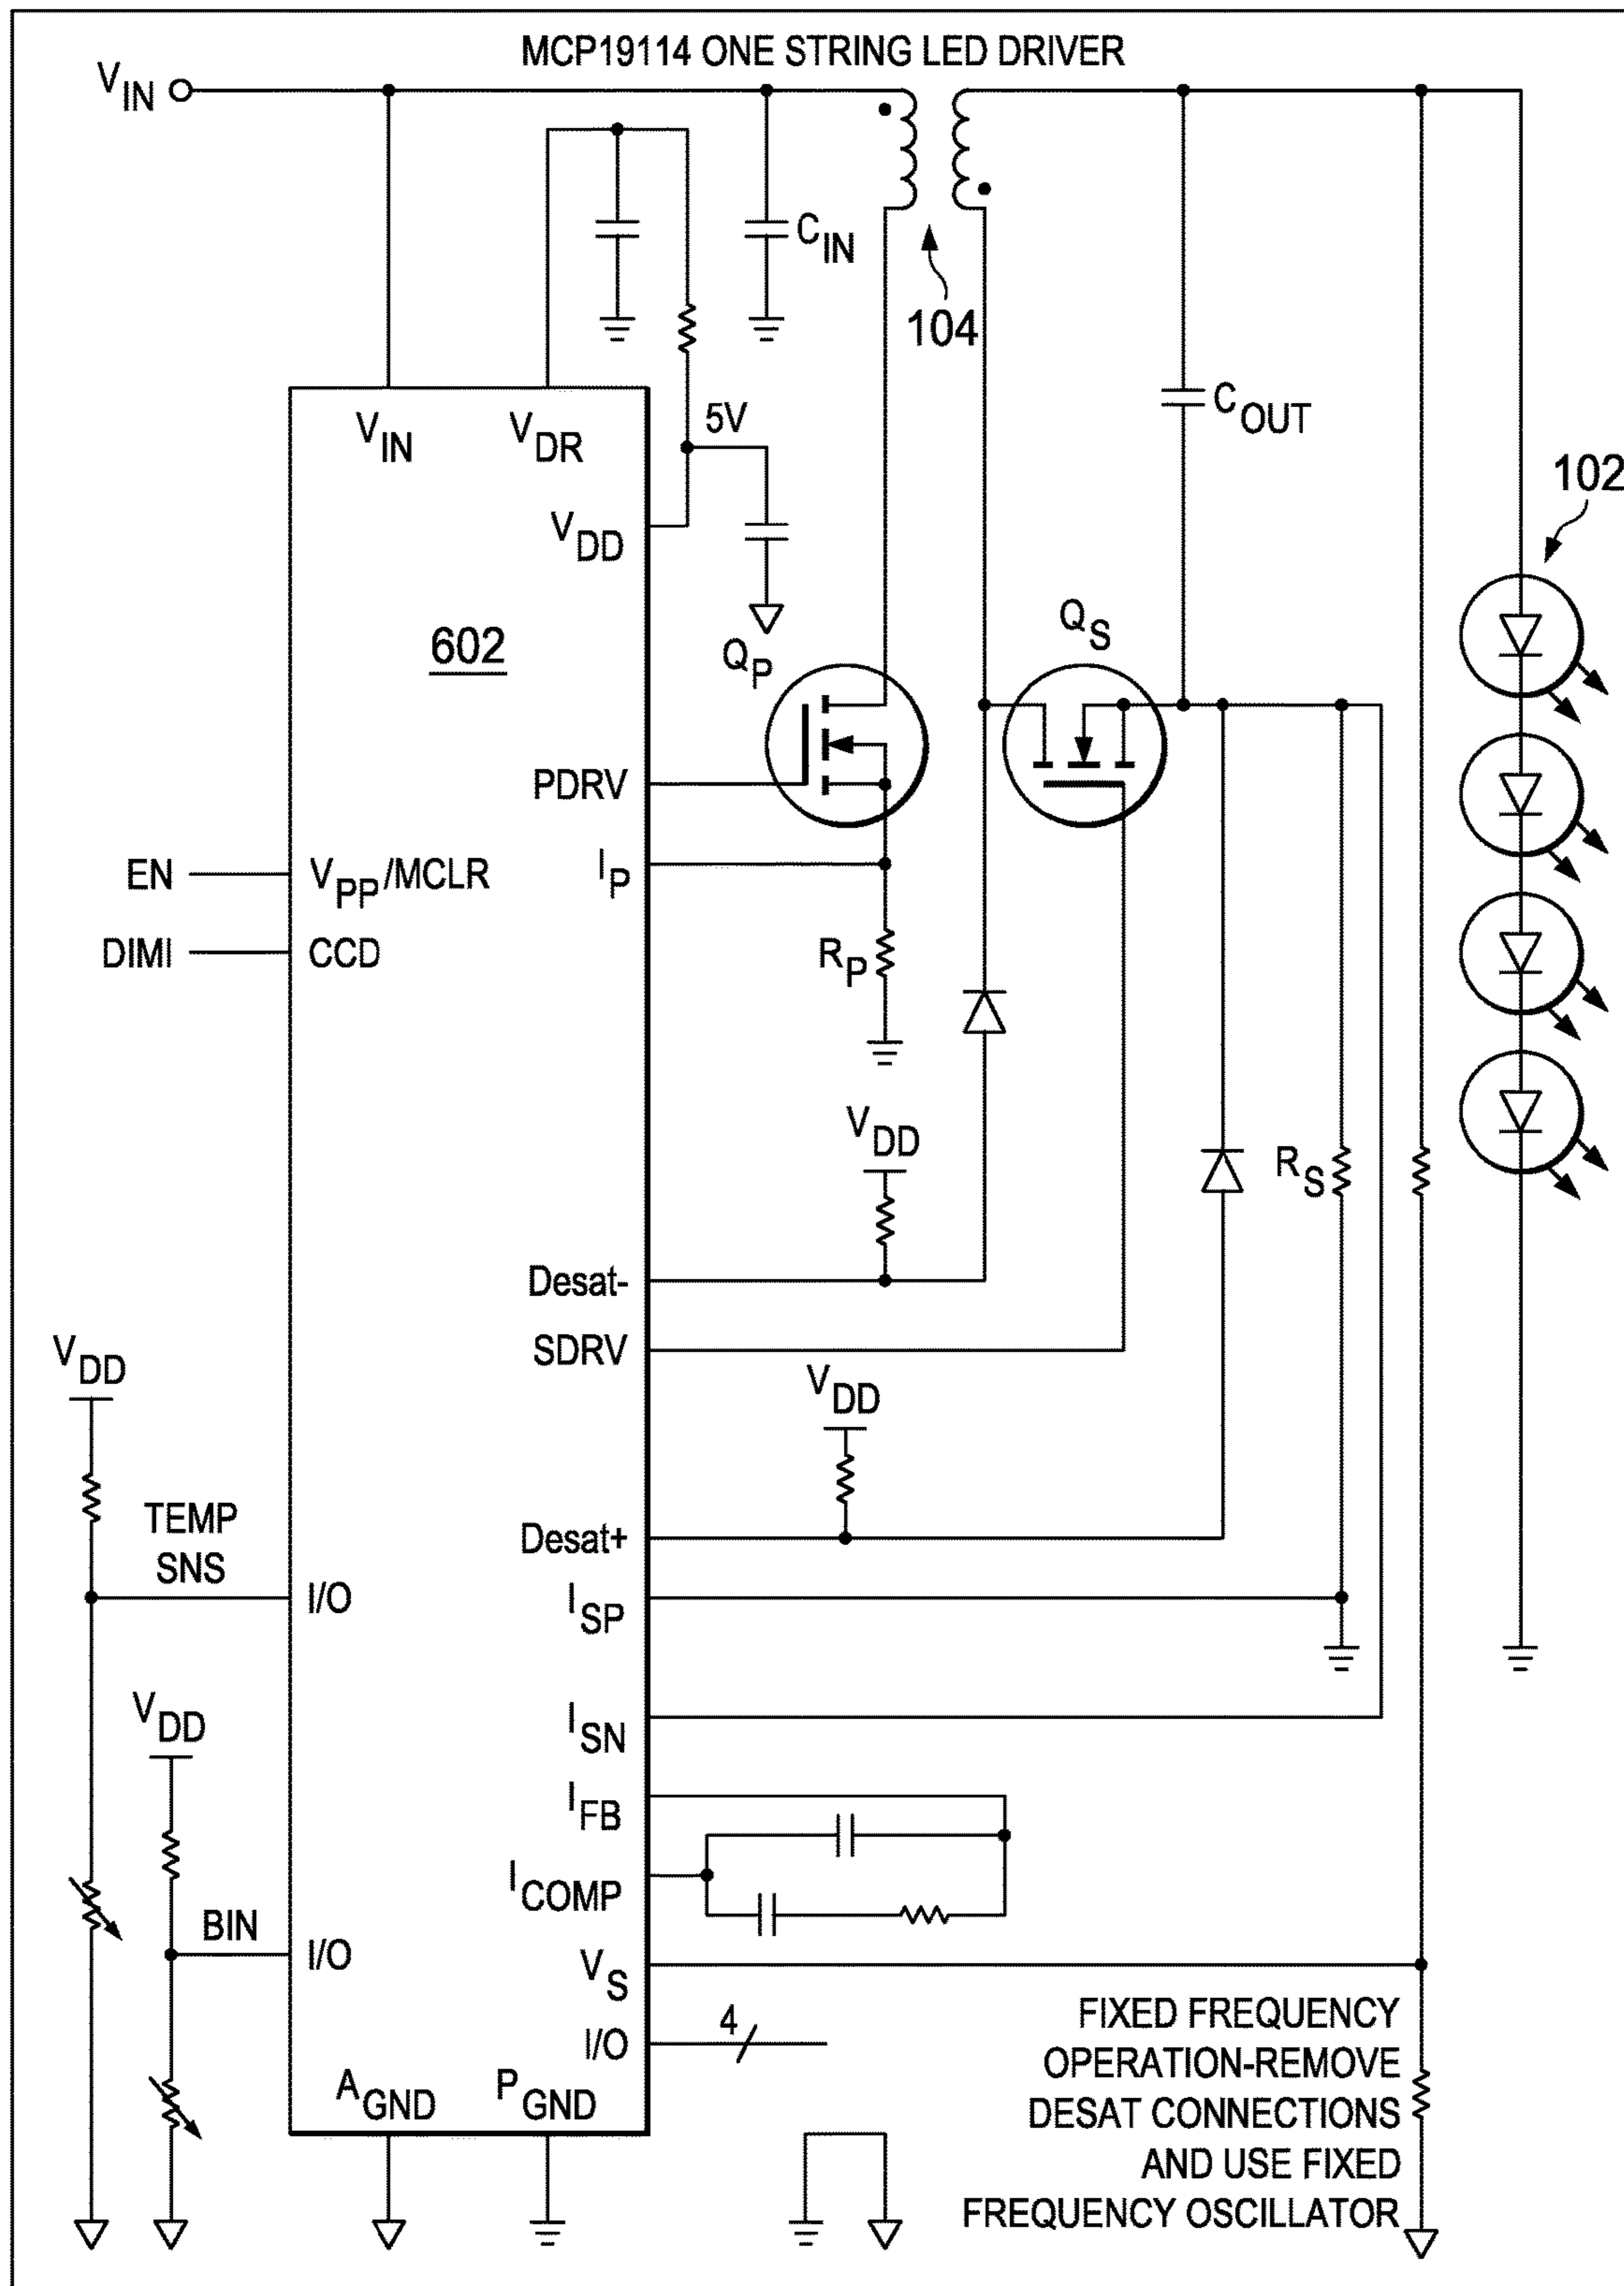 MCP19114 ONE STRING LED DRIVER
VIN
CIN
104
COUT
102
5V
VIN
VDR
VDD
602
QP
QS
PDRV
IP
EN
VPP/MCLR
DIMI
CCD
RP
VDD
RS
Desat-
SDRV
VDD
VDD
TEMP
SNS
Desat+
I/O
ISP
VDD
ISN
IFB
ICOMP
BIN
I/O
VS
4
I/O
AGND
PGND
FIXED FREQUENCY
OPERATION-REMOVE
DESAT CONNECTIONS
AND USE FIXED
FREQUENCY OSCILLATOR